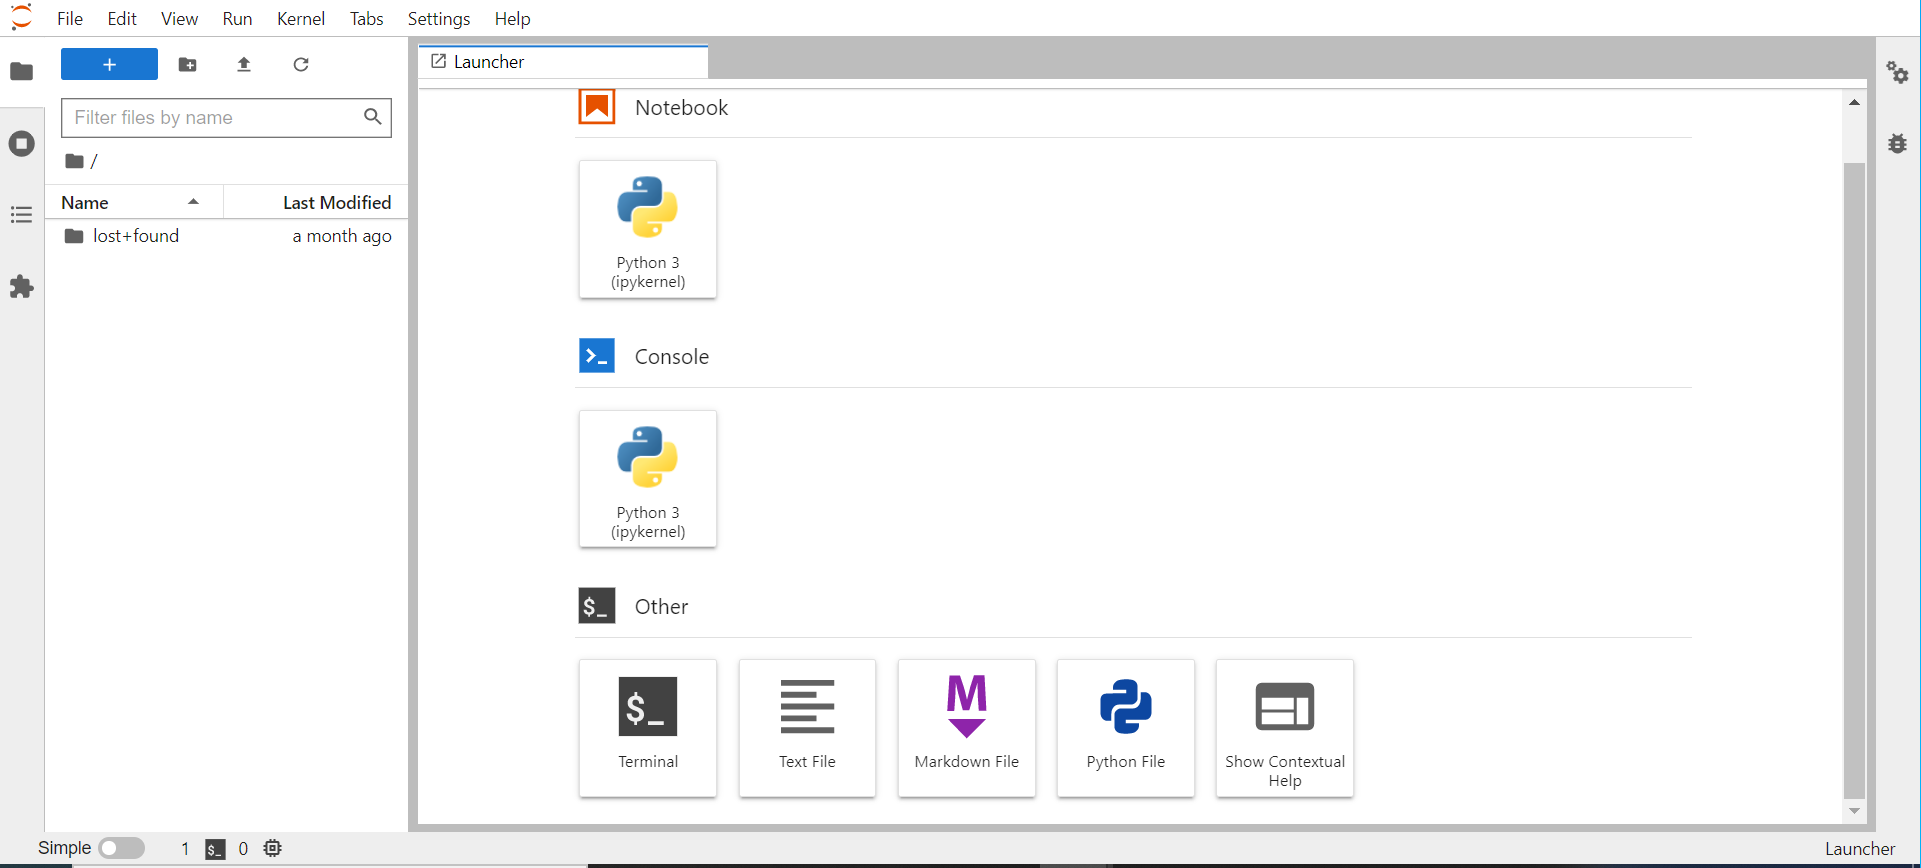 File Edit View Run Kernel Tabs Settings Help
Filter files by name
/
Name Last Modified
lost+found a month ago
Launcher
Notebook
Python 3
(ipykernel)
>_ Console
Python 3
(ipykernel)
$_ Other
$_
Terminal
Text File
M
Markdown File
Python File
Show Contextual
Help
Simple 1 $_ 0 Launcher